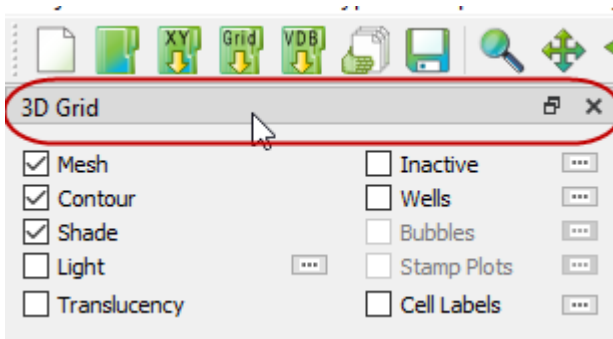 XY Grid VDB
3D Grid
Mesh
Inactive
Contour
Wells
Shade
Bubbles
Light
Stamp Plots
Translucency
Cell Labels